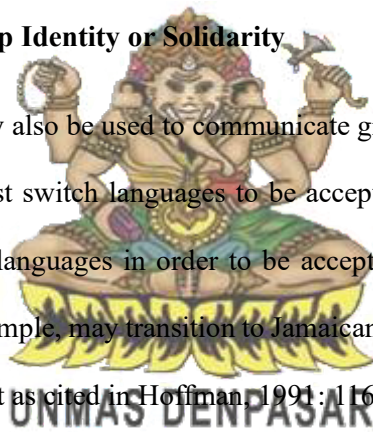 p Identity or Solidarity
also be used to communicate g
st switch languages to be accep
languages in order to be accept
mple, may transition to Jamaican
t as cited in Hoffman, 1991: 116
UNMAS DENPASAR